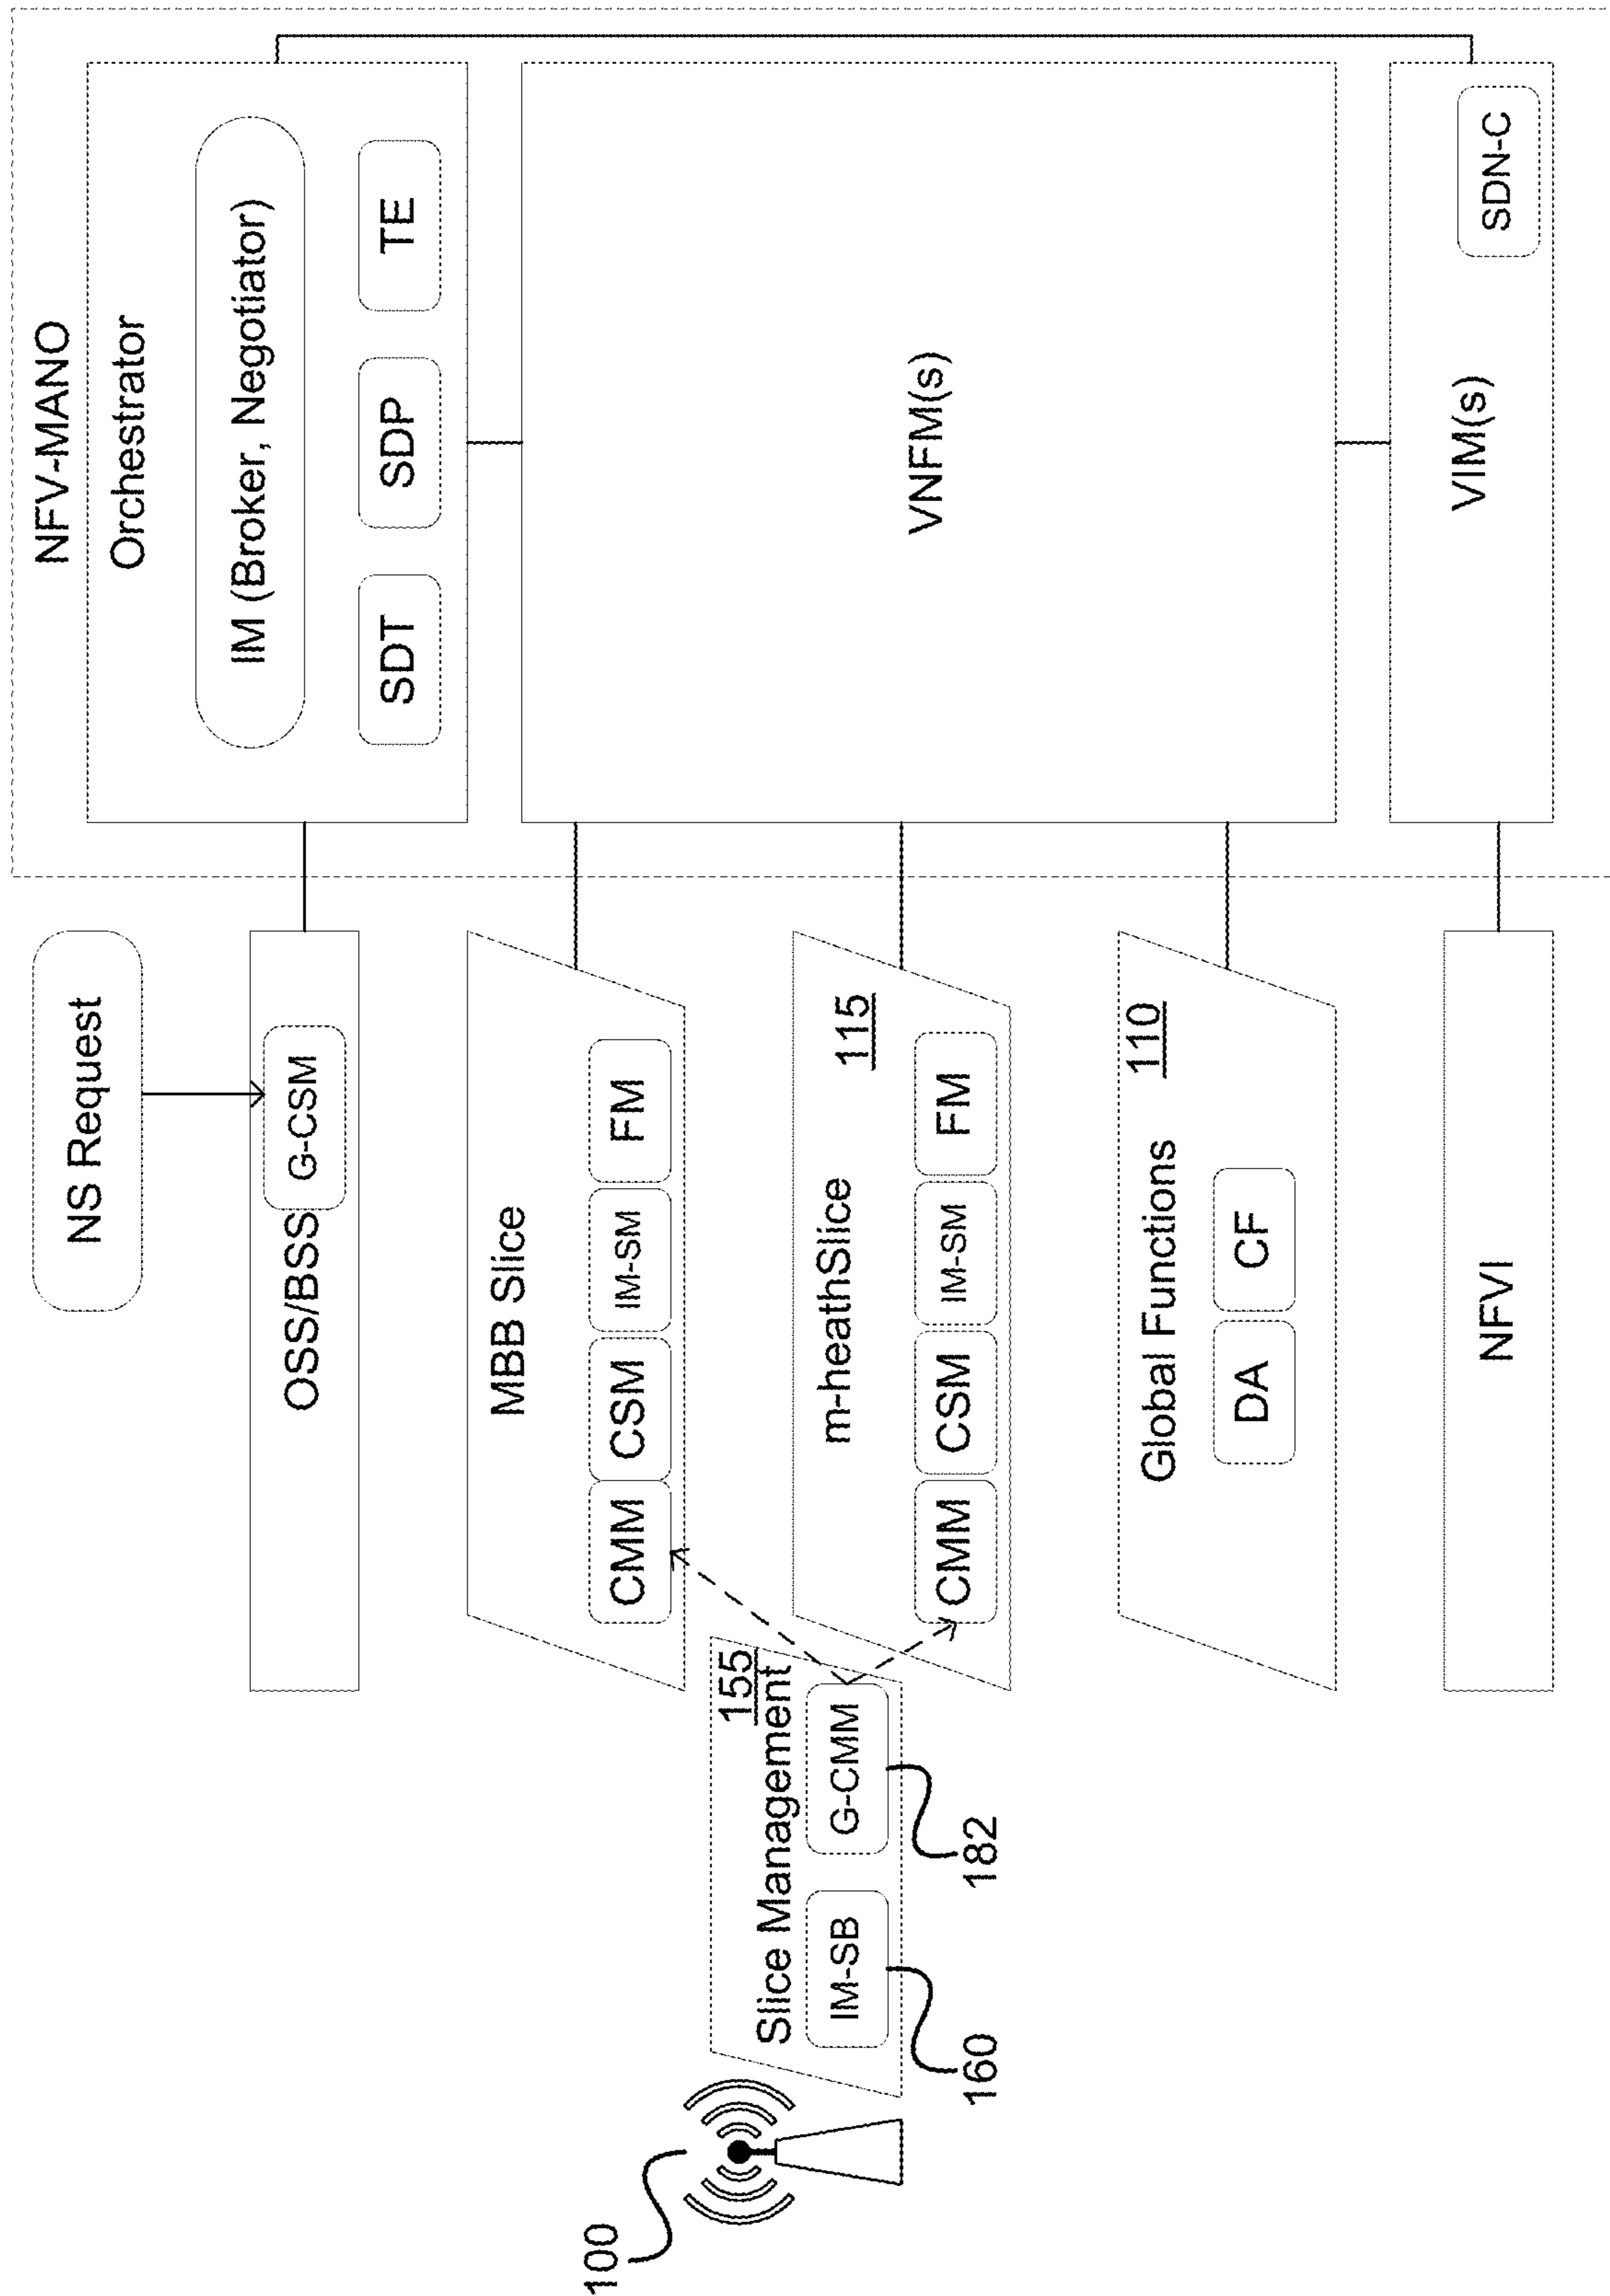 NS Request
NFV-MANO
OSS/BSS
G-CSM
Orchestrator
IM (Broker, Negotiator)
SDT
SDP
TE
MBB Slice
CMM
CSM
IM-SM
FM
155
Slice Management
IM-SB
G-CMM
160
182
100
m-heathSlice
115
CMM
CSM
IM-SM
FM
VNFM(s)
Global Functions
110
DA
CF
NFVI
VIM(s)
SDN-C